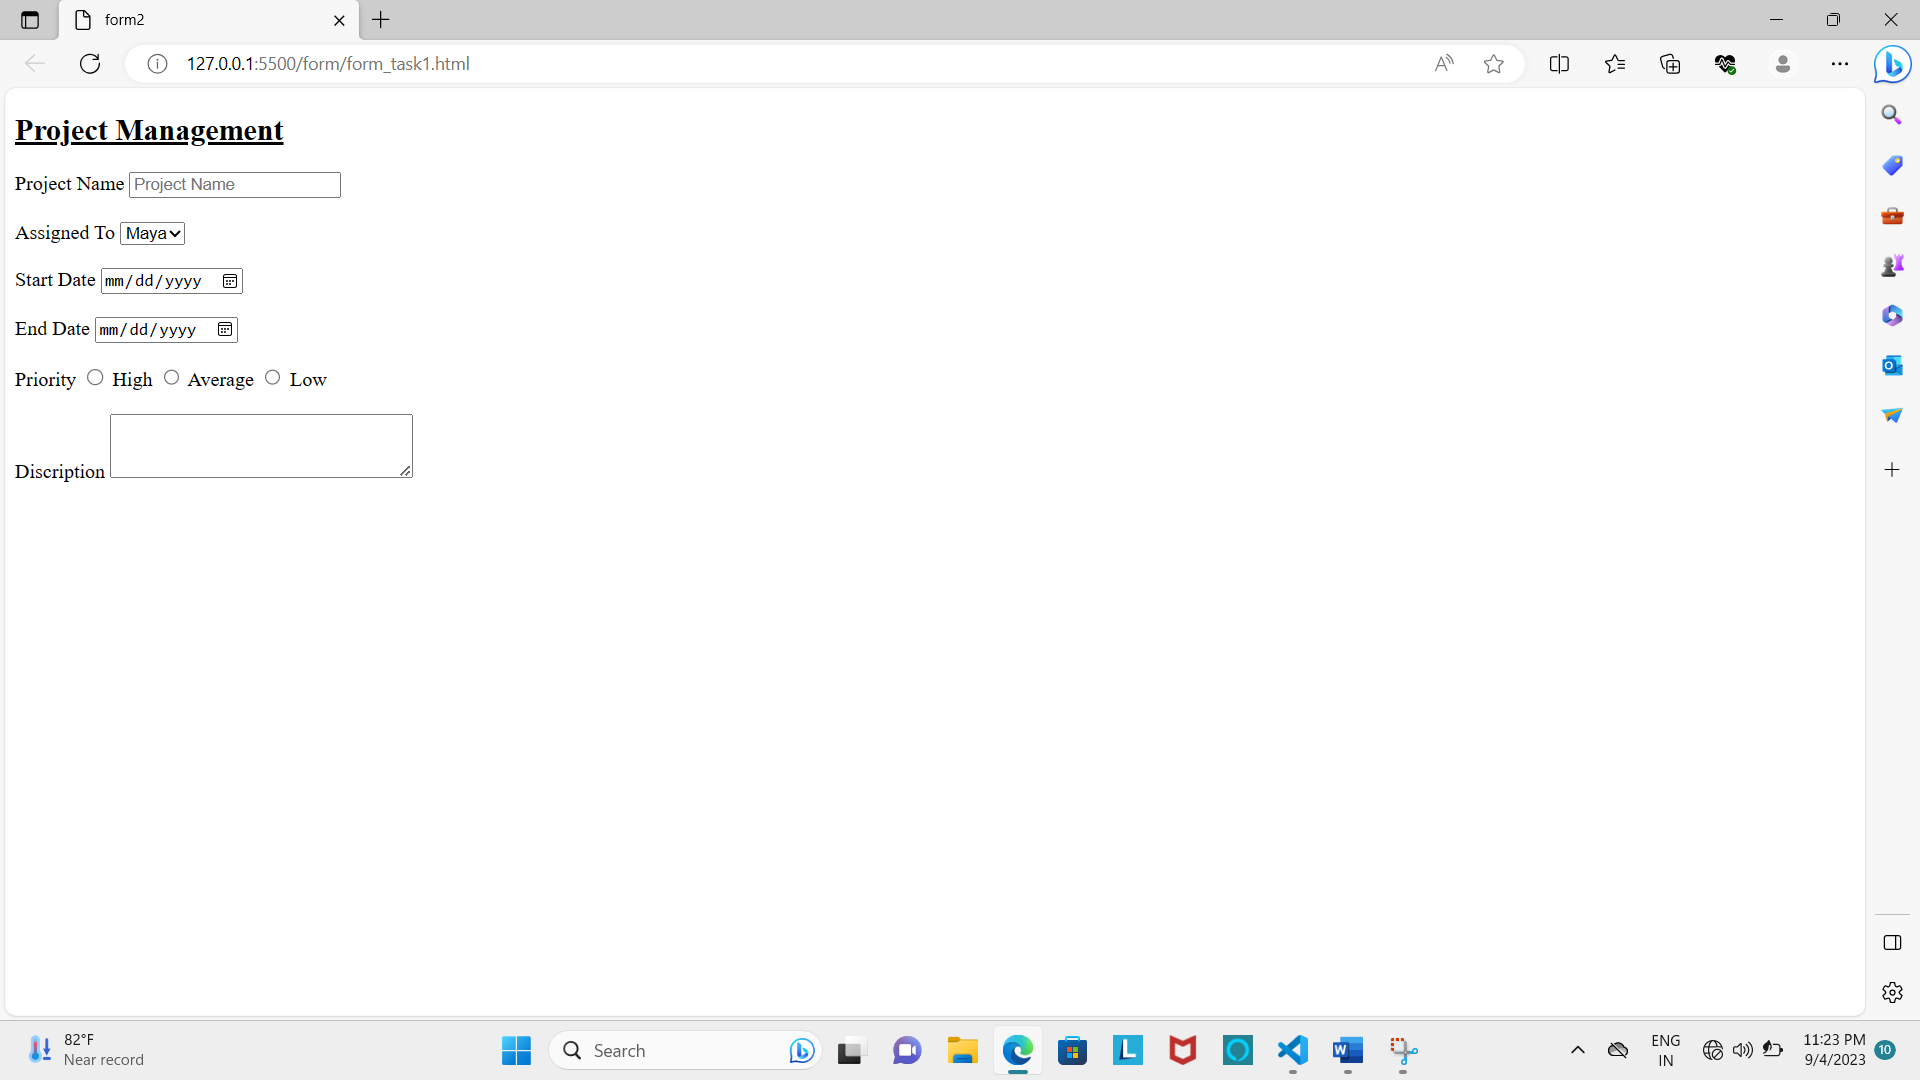 form2
127.0.0.1:5500/form/form_task1.html
Project Management
Project Name Project Name
Assigned To Maya
Start Date mm/dd/yyyy
End Date mm/dd/yyyy
Priority High Average Low
Discription
82°F
Near record
Search
ENG
IN
11:23 PM
9/4/2023
10